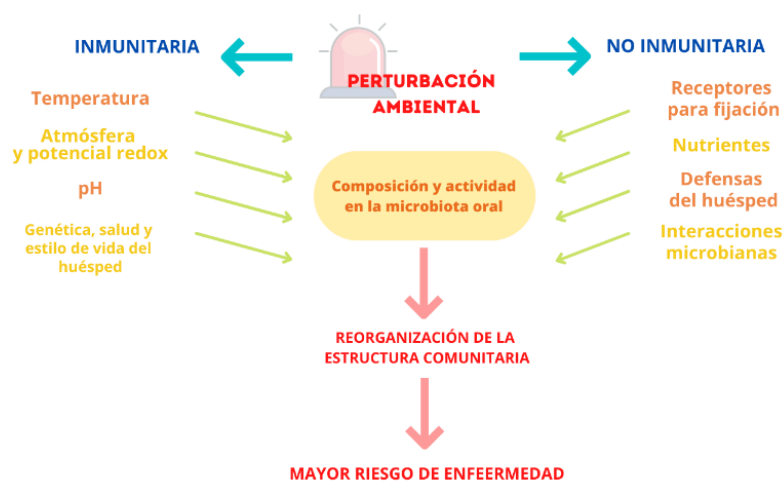 INMUNITARIA
NO INMUNITARIA
PERTURBACIÓN
AMBIENTAL
Temperatura
Atmósfera
y potencial redox
pH
Genética, salud y
estilo de vida del
huésped
Receptores
para fijación
Nutrientes
Defensas
del huésped
Interacciones
microbianas
Composición y actividad
en la microbiota oral
REORGANIZACIÓN DE LA
ESTRUCTURA COMUNITARIA
MAYOR RIESGO DE ENFEERMEDAD